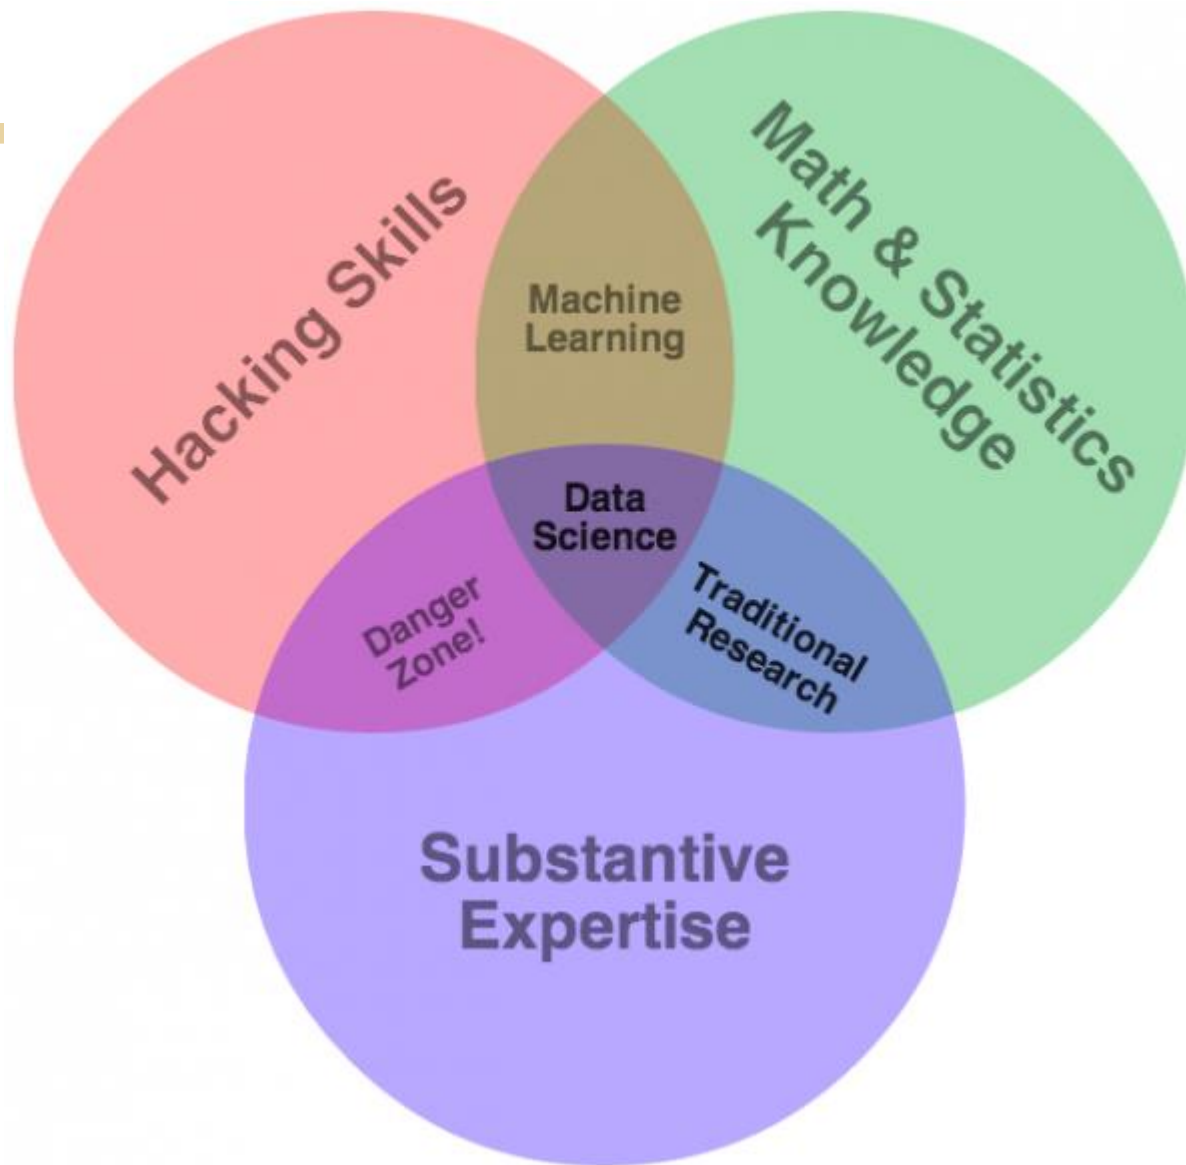 Hacking Skills
Math & Statistics
Knowledge
Machine
Learning
Data
Science
Danger
Zone!
Traditional
Research
Substantive
Expertise